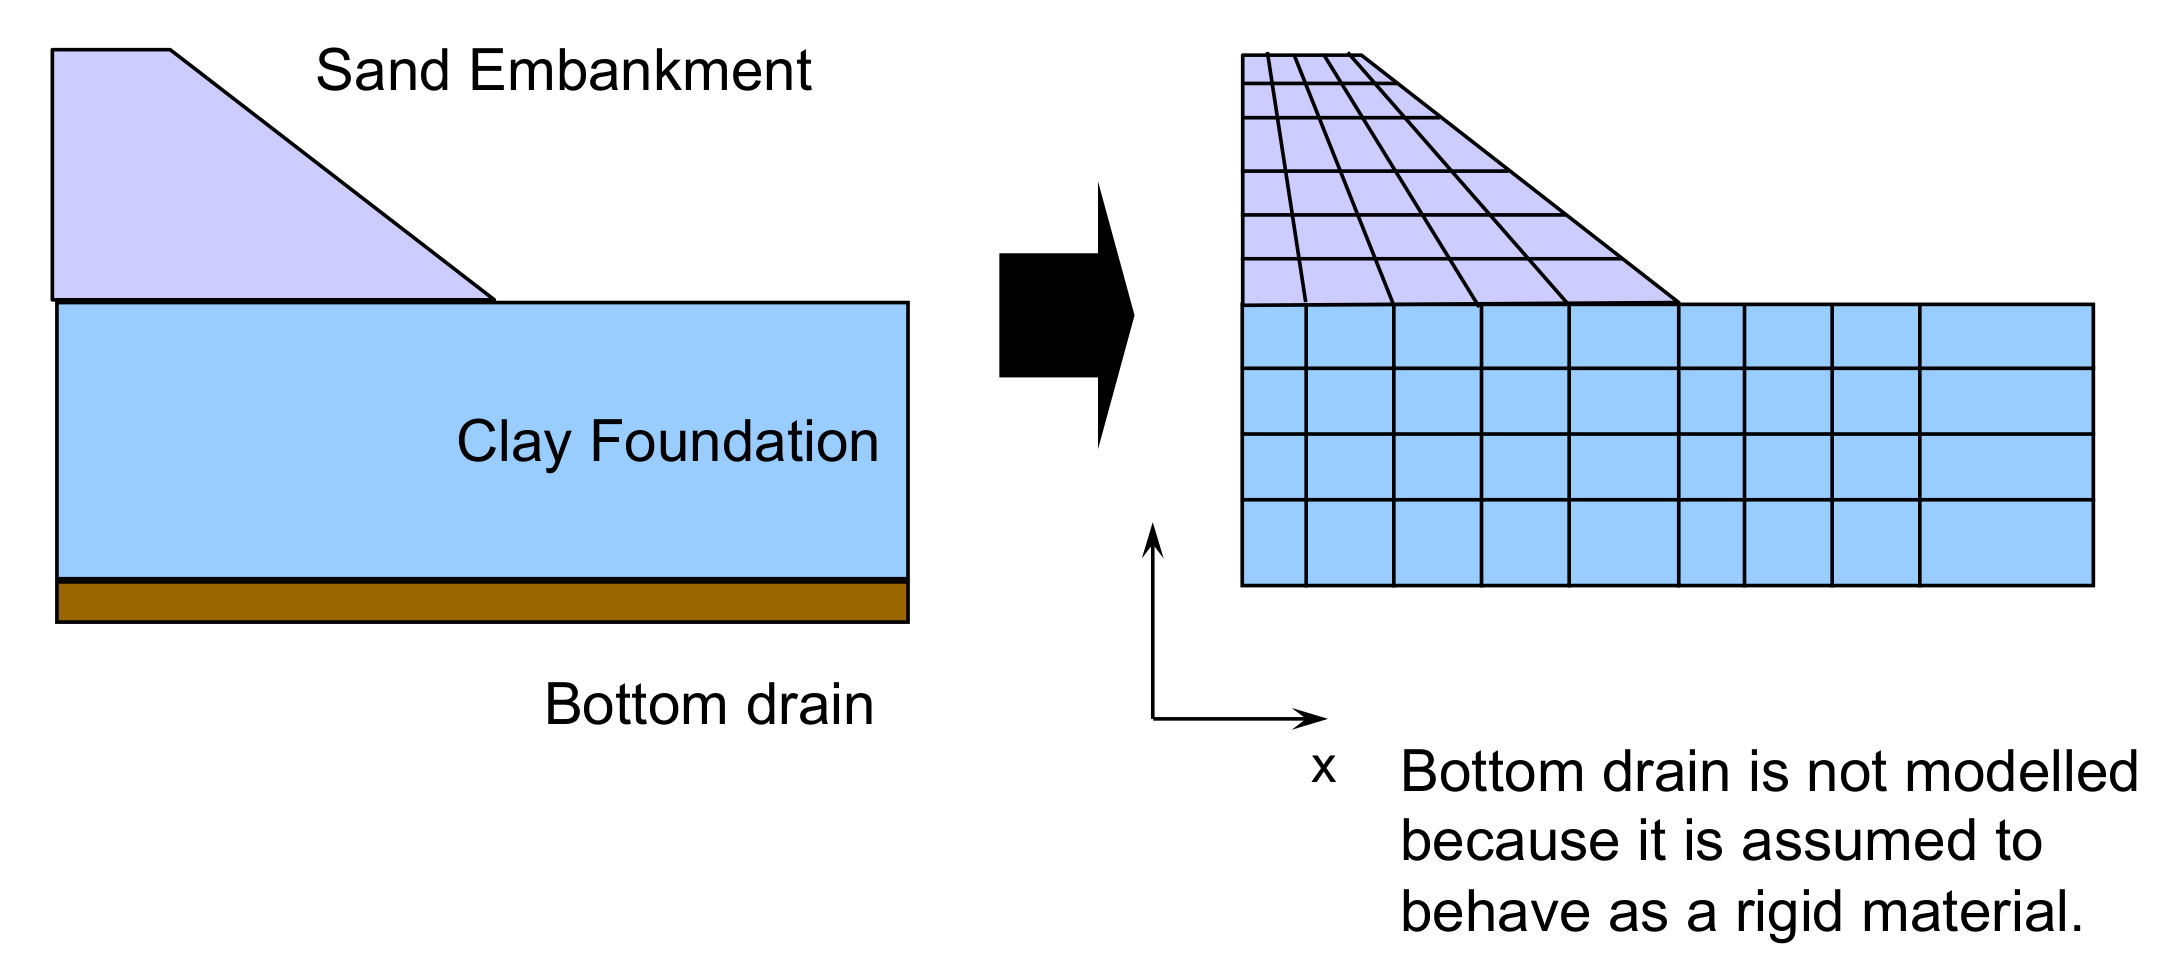 Sand Embankment
Clay Foundation
Bottom drain
x
Bottom drain is not modelled
because it is assumed to
behave as a rigid material.